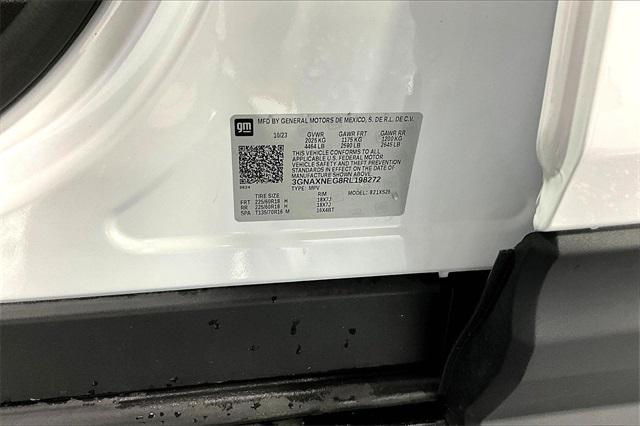 gm MFD BY GENERAL MOTORS DE MEXICO, S. DE R.L. DE C.V.
10/23 GVWR GAWR FRT GAWR RR
2025 KG 1175 KG 1200 KG
4464 LB 2590 LB 2645 LB
THIS VEHICLE CONFORMS TO ALL
APPLICABLE U.S. FEDERAL MOTOR
VEHICLE SAFETY AND THEFT
PREVENTION STANDARDS IN EFFECT
ON THE DATE OF
MANUFACTURE SHOWN ABOVE.
3GNAXNEG8RL198272
TYPE: MPV MODEL: R21XS26
TIRE SIZE RIM
FRT 225/60R18 H 18X7J
RR 225/60R18 H 18X7J
SPA T135/70R16 M 16X4BT